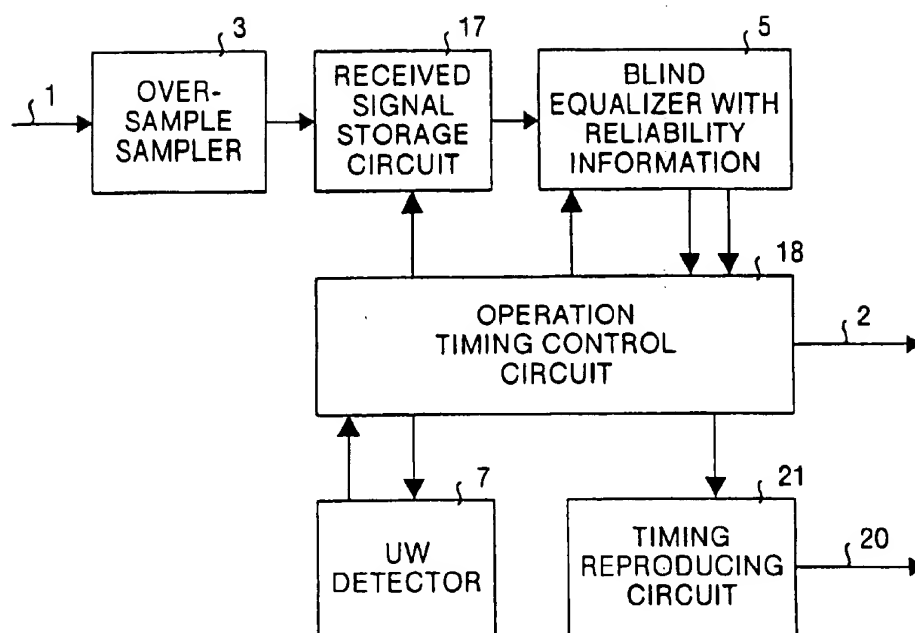 3
17
5
1
OVER-
SAMPLE
SAMPLER
RECEIVED
SIGNAL
STORAGE
CIRCUIT
BLIND
EQUALIZER WITH
RELIABILITY
INFORMATION
18
OPERATION
TIMING CONTROL
CIRCUIT
2
7
21
UW
DETECTOR
TIMING
REPRODUCING
CIRCUIT
20